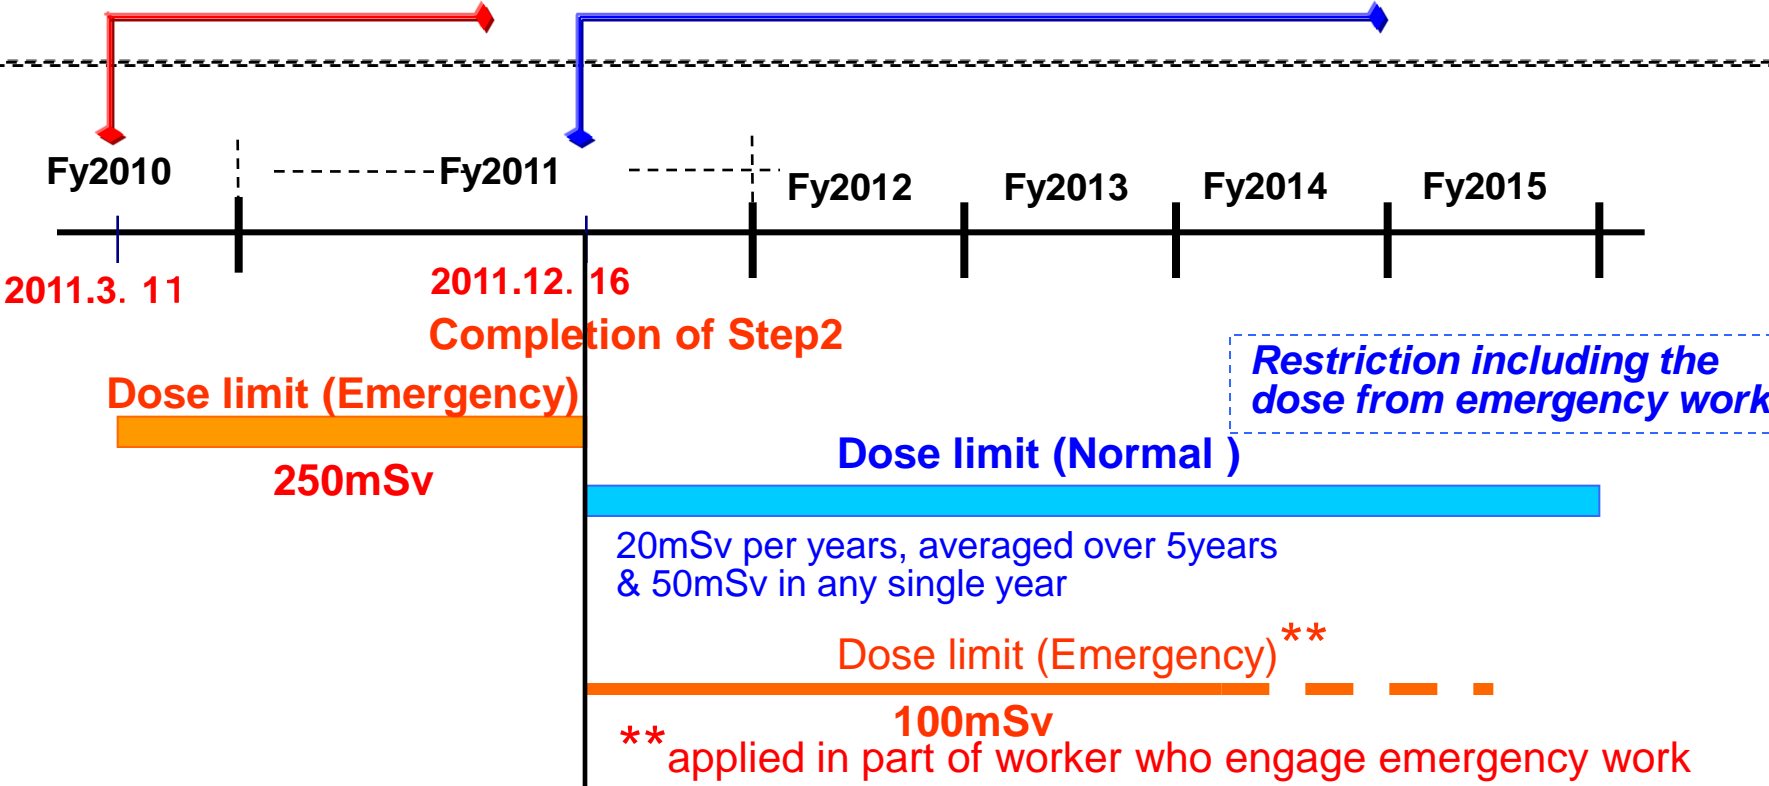 Fy2010
Fy2011
Fy2012
Fy2013
Fy2014
Fy2015
2011.3. 11
2011.12. 16
Completion of Step2
Restriction including the
dose from emergency work
Dose limit (Emergency)
250mSv
Dose limit (Normal )
20mSv per years, averaged over 5years
& 50mSv in any single year
Dose limit (Emergency)**
100mSv
**applied in part of worker who engage emergency work